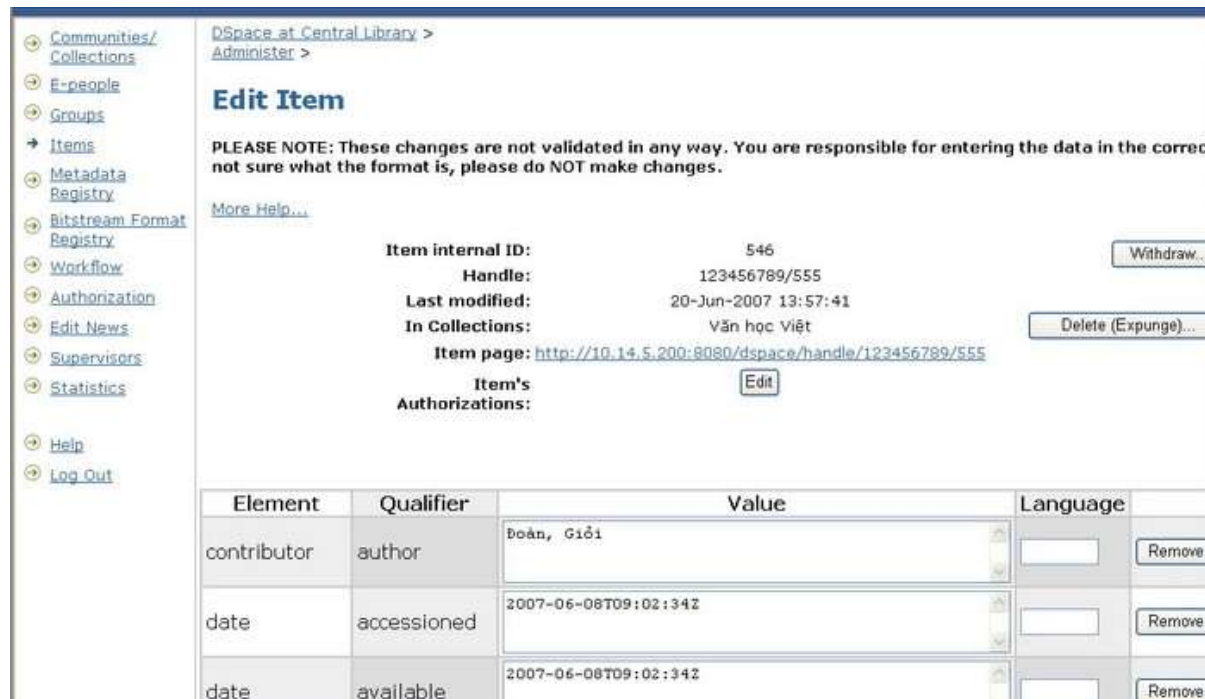 Communities/
Collections
E-people
Groups
Items
Metadata
Registry
Bitstream Format
Registry
Workflow
Authorization
Edit News
Supervisors
Statistics
Help
Log Out
DSpace at Central Library >
Administer >
Edit Item
PLEASE NOTE: These changes are not validated in any way. You are responsible for entering the data in the correc
not sure what the format is, please do NOT make changes.
More Help...
Item internal ID: 546 Withdraw..
Handle: 123456789/555
Last modified: 20-Jun-2007 13:57:41
In Collections: Văn học Việt Delete (Expunge)...
Item page: http://10.14.5.200:8080/dspace/handle/123456789/555
Item's Edit
Authorizations:
Element Qualifier Value Language
contributor author Đoàn, Giỏi Remove
date accessioned 2007-06-08T09:02:34Z Remove
date available 2007-06-08T09:02:34Z Remove